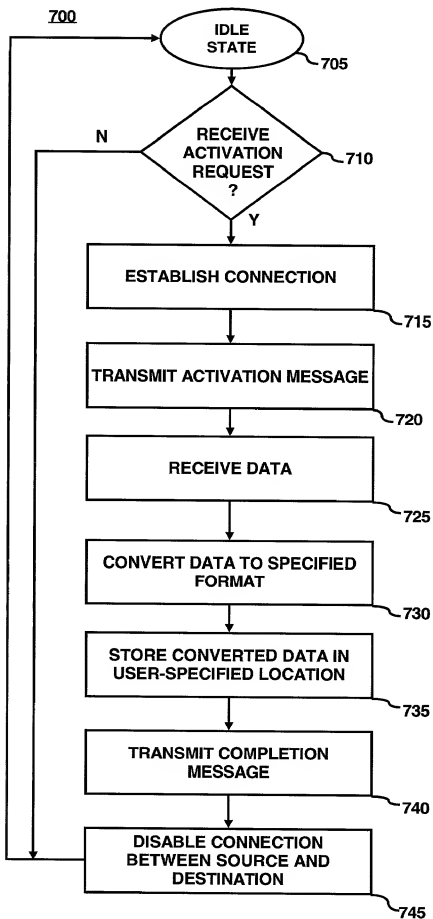 700
IDLE
STATE
705
RECEIVE
ACTIVATION
REQUEST
?
710
N
Y
ESTABLISH CONNECTION
715
TRANSMIT ACTIVATION MESSAGE
720
RECEIVE DATA
725
CONVERT DATA TO SPECIFIED
FORMAT
730
STORE CONVERTED DATA IN
USER-SPECIFIED LOCATION
735
TRANSMIT COMPLETION
MESSAGE
740
DISABLE CONNECTION
BETWEEN SOURCE AND
DESTINATION
745